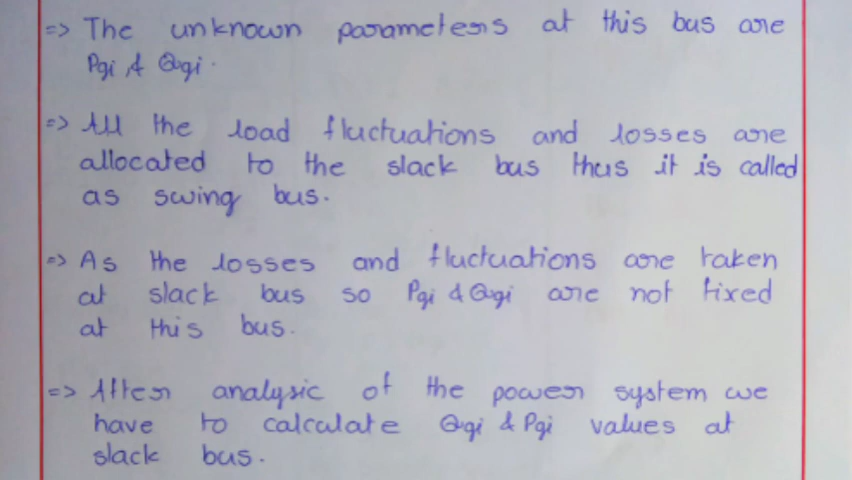 => The unknown parameters at this bus are
Pgi & Qgi.
=> All the load fluctuations and losses are
allocated to the slack bus thus it is called
as swing bus.
=> As the losses and fluctuations are taken
at slack bus so Pgi & Qgi are not fixed
at this bus.
=> After analysic of the power system we
have to calculate Qgi & Pgi values at
slack bus.